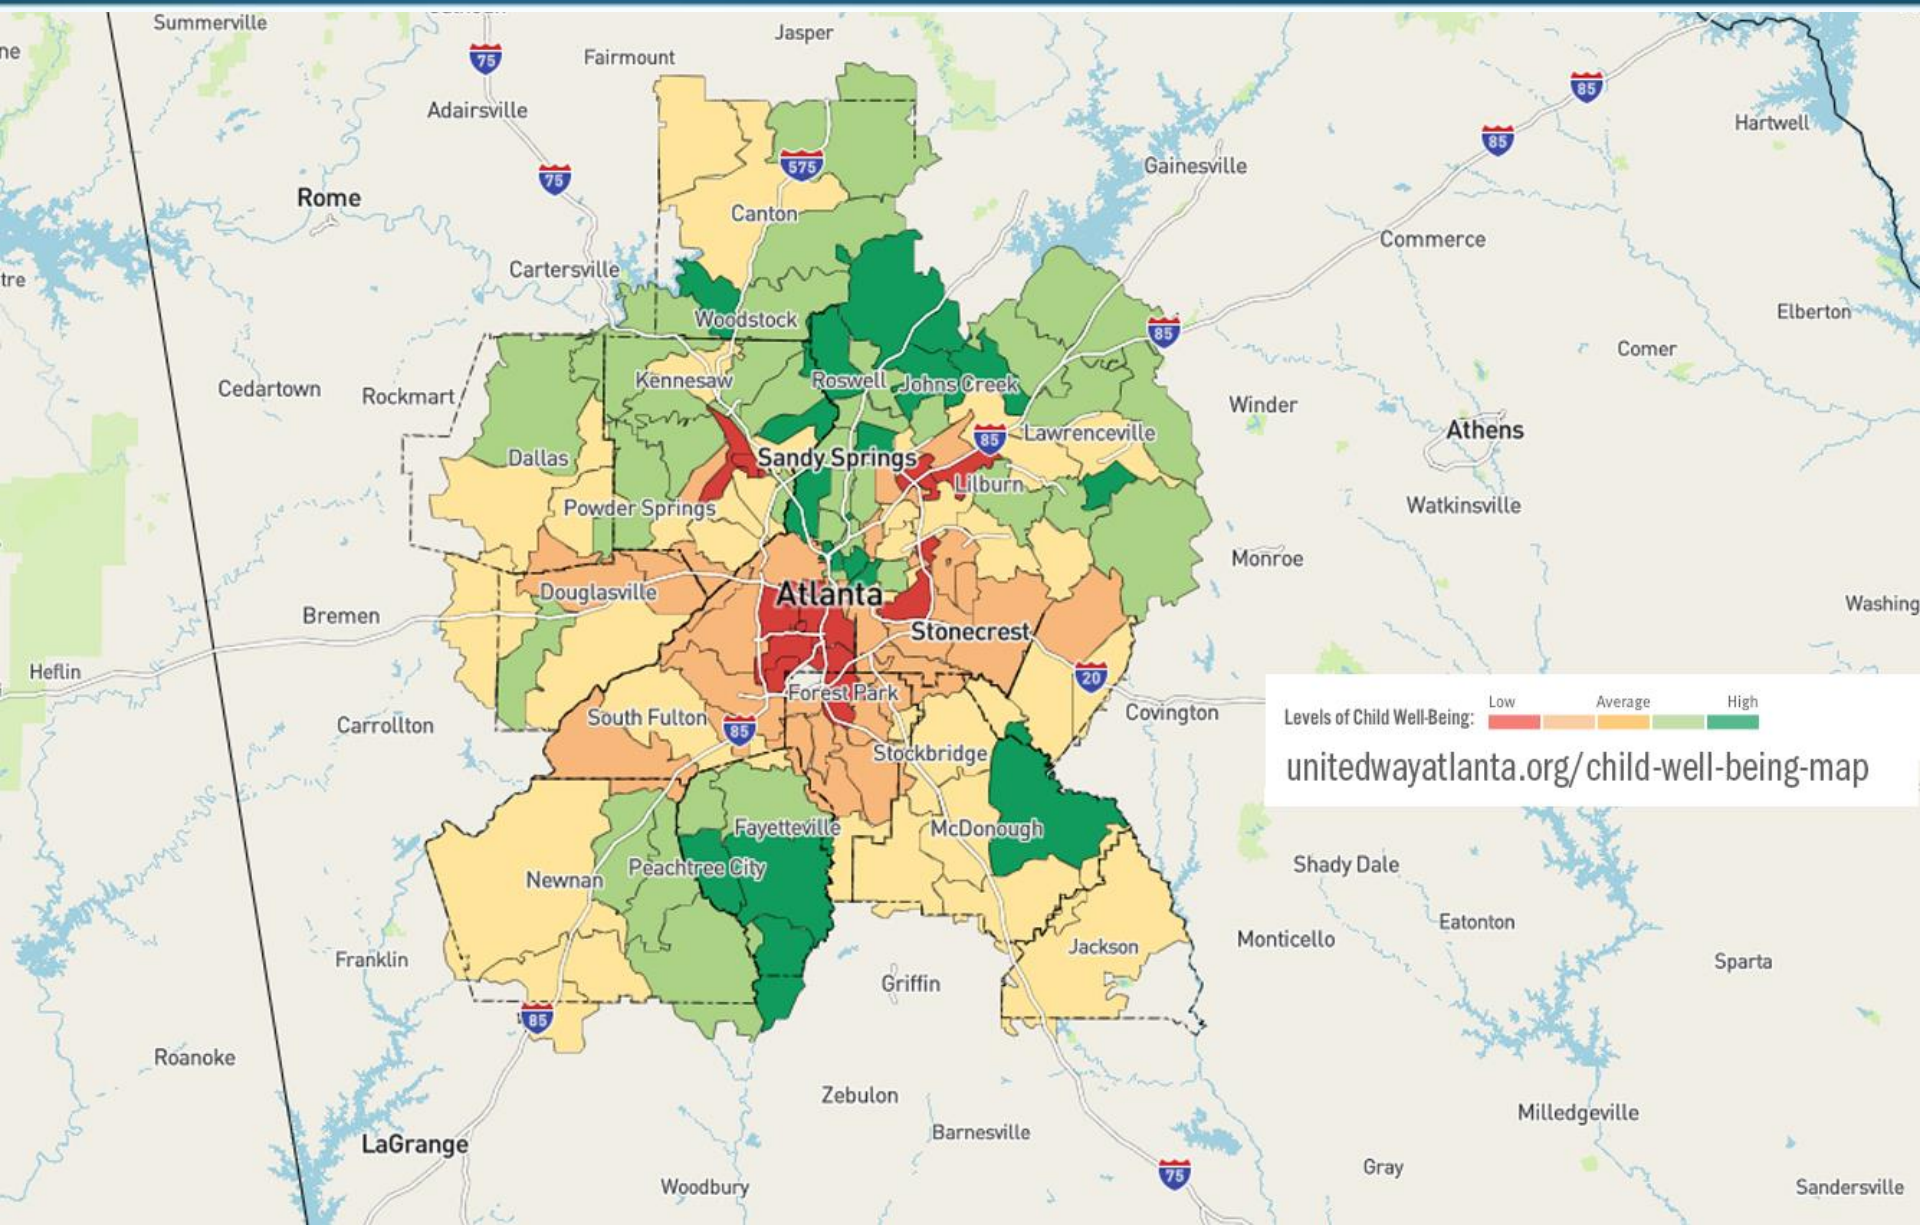 Summerville
Jasper
75
Fairmount
ne
85
Adairsville
Hartwell
85
575
Gainesville
75
Rome
Canton
Commerce
Cartersville
tre
Elberton
Woodstock
85
Comer
Kennesaw
Roswell
Johns Creek
Cedartown
Rockmart
Winder
Athens
85
Lawrenceville
Dallas
Sandy Springs
Lilburn
Powder Springs
Watkinsville
Monroe
Douglasville
Atlanta
Washing
Bremen
Stonecrest
Heflin
20
Forest Park
Low
Average
High
Levels of Child Well-Being:
unitedwayatlanta.org/child-well-being-map
Carrollton
South Fulton
85
Covington
Stockbridge
Fayetteville
McDonough
Peachtree City
Newnan
Shady Dale
Eatonton
Monticello
Jackson
Franklin
Sparta
Griffin
85
Roanoke
Zebulon
Milledgeville
Barnesville
LaGrange
75
Gray
Woodbury
Sandersville